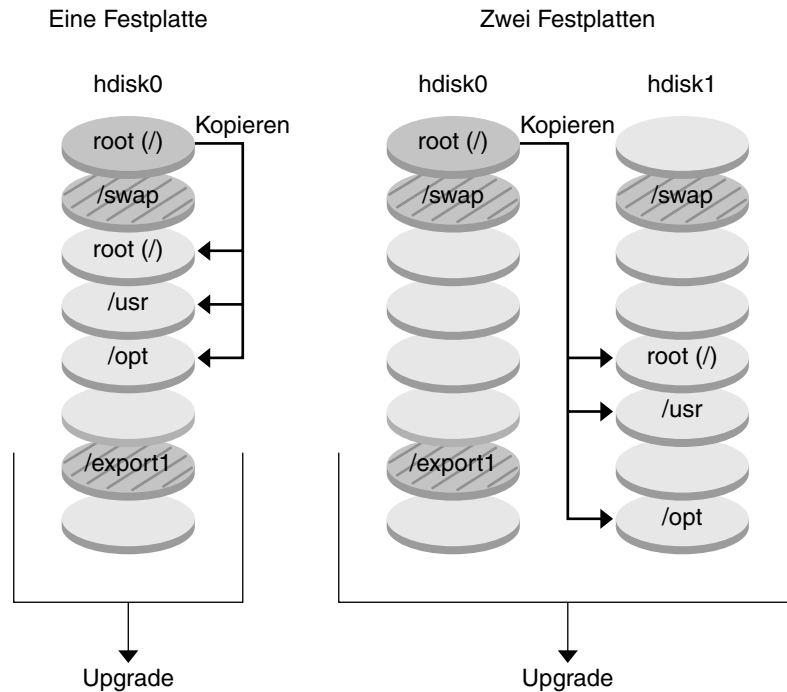 Eine Festplatte
hdisk0
root (/)
Kopieren
/swap
root (/)
/usr
/opt
/export1
Upgrade
Zwei Festplatten
hdisk0
hdisk1
root (/)
Kopieren
/swap
/swap
root (/)
/usr
/export1
/opt
Upgrade